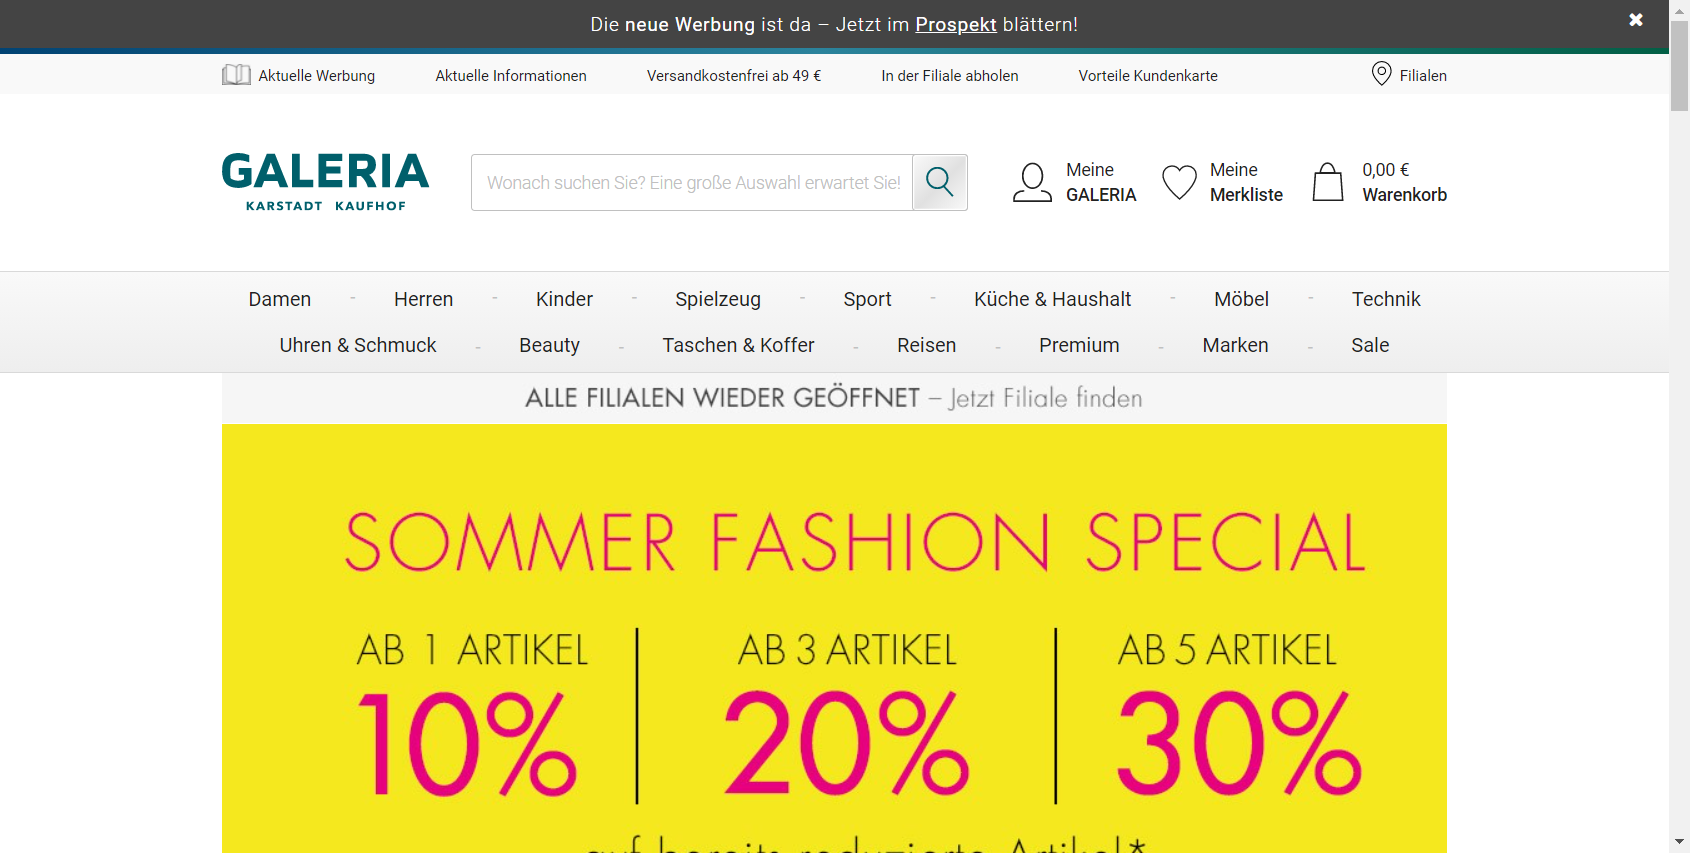 Die neue Werbung ist da – Jetzt im Prospekt blättern!
Aktuelle Werbung
Aktuelle Informationen
Versandkostenfrei ab 49 €
In der Filiale abholen
Vorteile Kundenkarte
Filialen
GALERIA
KARSTADT KAUFHOF
Wonach suchen Sie? Eine große Auswahl erwartet Sie!
Meine
GALERIA
Meine
Merkliste
0,00 €
Warenkorb
Damen - Herren - Kinder - Spielzeug - Sport - Küche & Haushalt - Möbel - Technik
Uhren & Schmuck - Beauty - Taschen & Koffer - Reisen - Premium - Marken - Sale
ALLE FILIALEN WIEDER GEÖFFNET – Jetzt Filiale finden
SOMMER FASHION SPECIAL
AB 1 ARTIKEL
10%
AB 3 ARTIKEL
20%
AB 5 ARTIKEL
30%
auf bereits reduzierte Artikel*